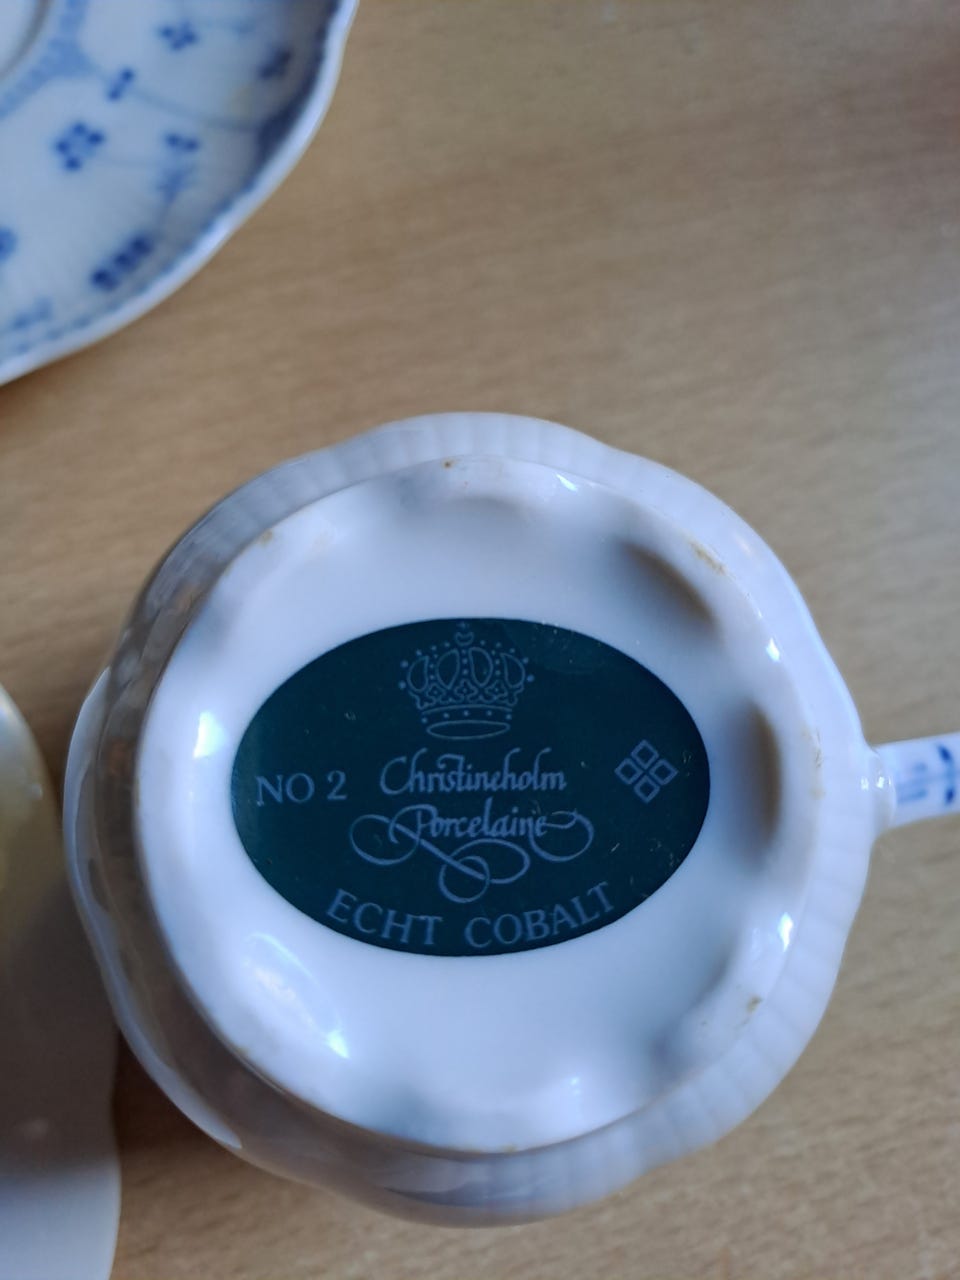 NO 2
Christineholm
Porcelaine
ECHT COBALT